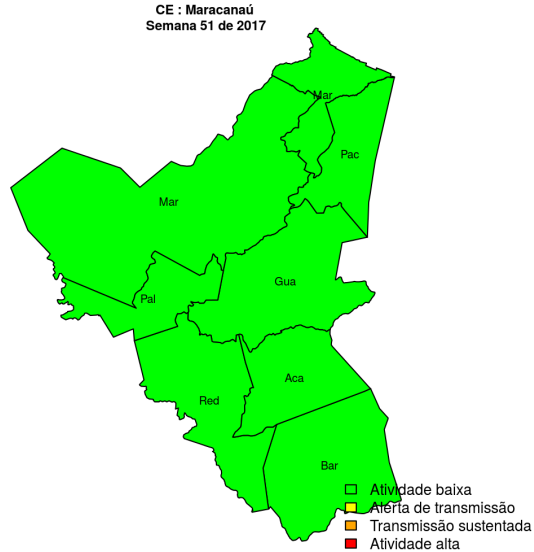 CE : Maracanaú
Semana 51 de 2017
Mar
Pac
Mar
Gua
Pal
Aca
Red
Bar
Atividade baixa
Alerta de transmissão
Transmissão sustentada
Atividade alta